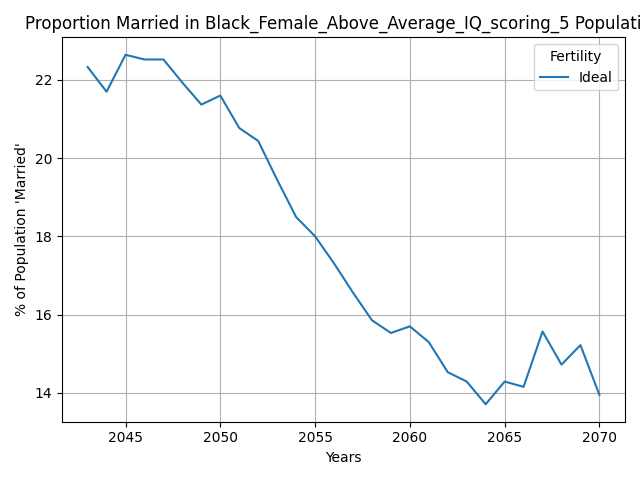 Proportion Married in Black_Female_Above_Average_IQ_scoring_5 Populati
Fertility
Ideal
% of Population 'Married'
22
20
18
16
14
2045 2050 2055 2060 2065 2070
Years